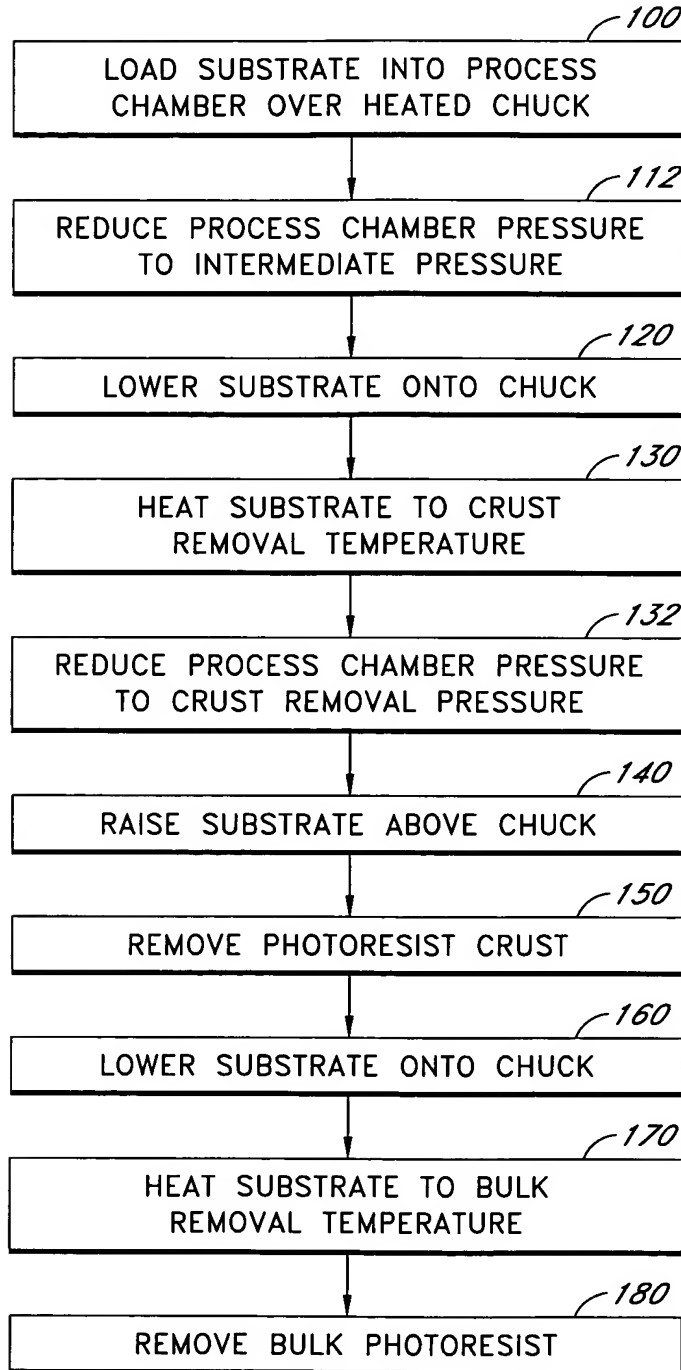 100
LOAD SUBSTRATE INTO PROCESS
CHAMBER OVER HEATED CHUCK
112
REDUCE PROCESS CHAMBER PRESSURE
TO INTERMEDIATE PRESSURE
120
LOWER SUBSTRATE ONTO CHUCK
130
HEAT SUBSTRATE TO CRUST
REMOVAL TEMPERATURE
132
REDUCE PROCESS CHAMBER PRESSURE
TO CRUST REMOVAL PRESSURE
140
RAISE SUBSTRATE ABOVE CHUCK
150
REMOVE PHOTORESIST CRUST
160
LOWER SUBSTRATE ONTO CHUCK
170
HEAT SUBSTRATE TO BULK
REMOVAL TEMPERATURE
180
REMOVE BULK PHOTORESIST